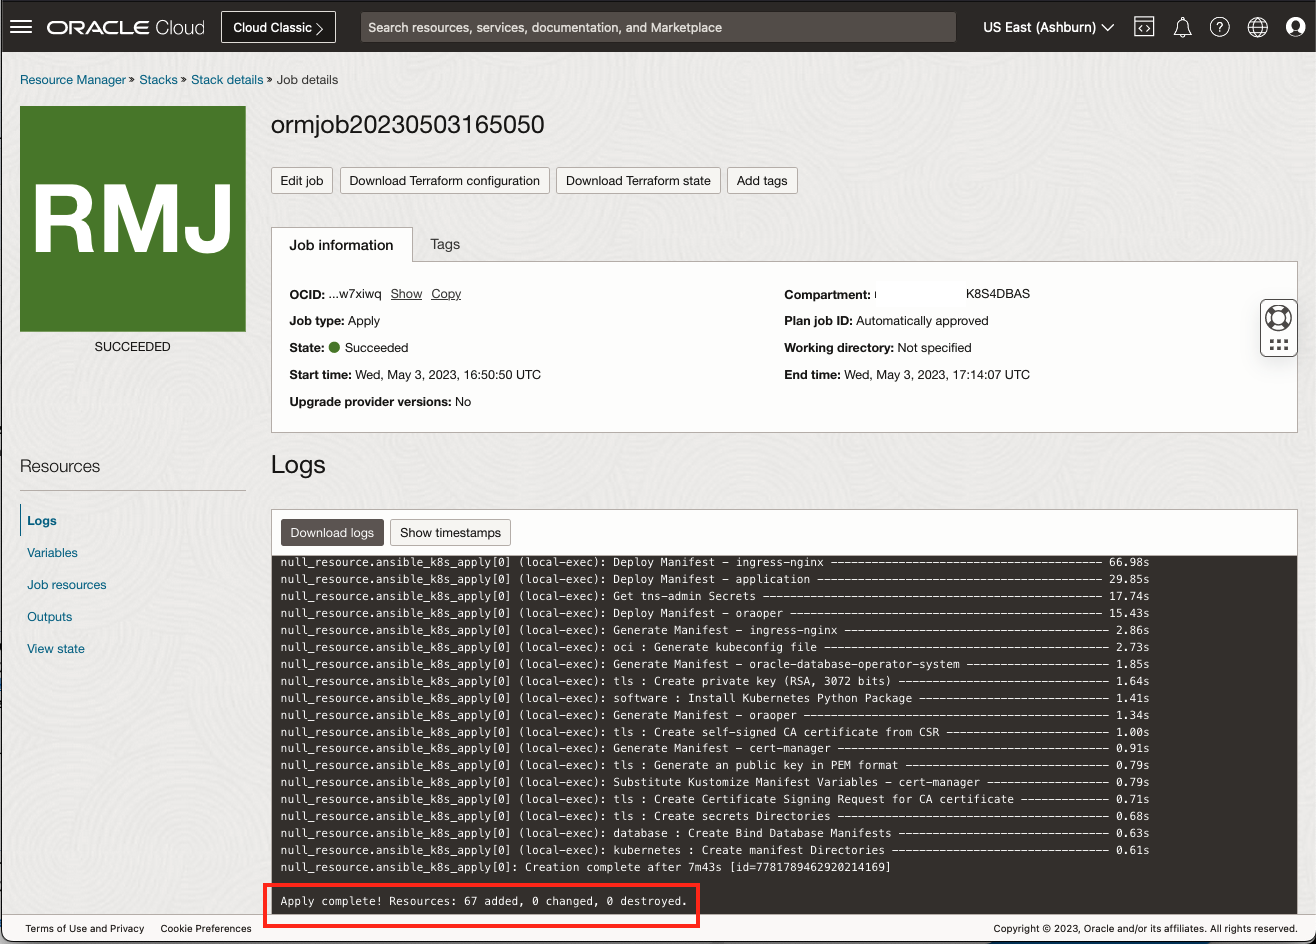 ORACLE Cloud
Cloud Classic >
Search resources, services, documentation, and Marketplace
US East (Ashburn)
Resource Manager » Stacks » Stack details » Job details
RMJ
SUCCEEDED
ormjob20230503165050
Edit job
Download Terraform configuration
Download Terraform state
Add tags
Job information
Tags
OCID: ...w7xiwq Show Copy
Job type: Apply
State: Succeeded
Start time: Wed, May 3, 2023, 16:50:50 UTC
Upgrade provider versions: No
Compartment: K8S4DBAS
Plan job ID: Automatically approved
Working directory: Not specified
End time: Wed, May 3, 2023, 17:14:07 UTC
Resources
Logs
Variables
Job resources
Outputs
View state
Logs
Download logs
Show timestamps
null_resource.ansible_k8s_apply[0] (local-exec): Deploy Manifest - ingress-nginx ---------------------------------------- 66.98s
null_resource.ansible_k8s_apply[0] (local-exec): Deploy Manifest - application ------------------------------------------ 29.85s
null_resource.ansible_k8s_apply[0] (local-exec): Get tns-admin Secrets -------------------------------------------------- 17.74s
null_resource.ansible_k8s_apply[0] (local-exec): Deploy Manifest - oraoper ---------------------------------------------- 15.43s
null_resource.ansible_k8s_apply[0] (local-exec): Generate Manifest - ingress-nginx --------------------------------------- 2.86s
null_resource.ansible_k8s_apply[0] (local-exec): oci : Generate kubeconfig file ------------------------------------------ 2.73s
null_resource.ansible_k8s_apply[0] (local-exec): Generate Manifest - oracle-database-operator-system --------------------- 1.85s
null_resource.ansible_k8s_apply[0] (local-exec): tls : Create private key (RSA, 3072 bits) ------------------------------- 1.64s
null_resource.ansible_k8s_apply[0] (local-exec): software : Install Kubernetes Python Package ---------------------------- 1.41s
null_resource.ansible_k8s_apply[0] (local-exec): Generate Manifest - oraoper --------------------------------------------- 1.34s
null_resource.ansible_k8s_apply[0] (local-exec): tls : Create self-signed CA certificate from CSR ------------------------ 1.00s
null_resource.ansible_k8s_apply[0] (local-exec): Generate Manifest - cert-manager ---------------------------------------- 0.91s
null_resource.ansible_k8s_apply[0] (local-exec): tls : Generate an public key in PEM format ------------------------------ 0.79s
null_resource.ansible_k8s_apply[0] (local-exec): Substitute Kustomize Manifest Variables - cert-manager ------------------ 0.79s
null_resource.ansible_k8s_apply[0] (local-exec): tls : Create Certificate Signing Request for CA certificate ------------- 0.71s
null_resource.ansible_k8s_apply[0] (local-exec): tls : Create secrets Directories ---------------------------------------- 0.68s
null_resource.ansible_k8s_apply[0] (local-exec): database : Create Bind Database Manifests ------------------------------- 0.63s
null_resource.ansible_k8s_apply[0] (local-exec): kubernetes : Create manifest Directories -------------------------------- 0.61s
null_resource.ansible_k8s_apply[0]: Creation complete after 7m43s [id=7781789462920214169]
Apply complete! Resources: 67 added, 0 changed, 0 destroyed.
Terms of Use and Privacy
Cookie Preferences
Copyright © 2023, Oracle and/or its affiliates. All rights reserved.